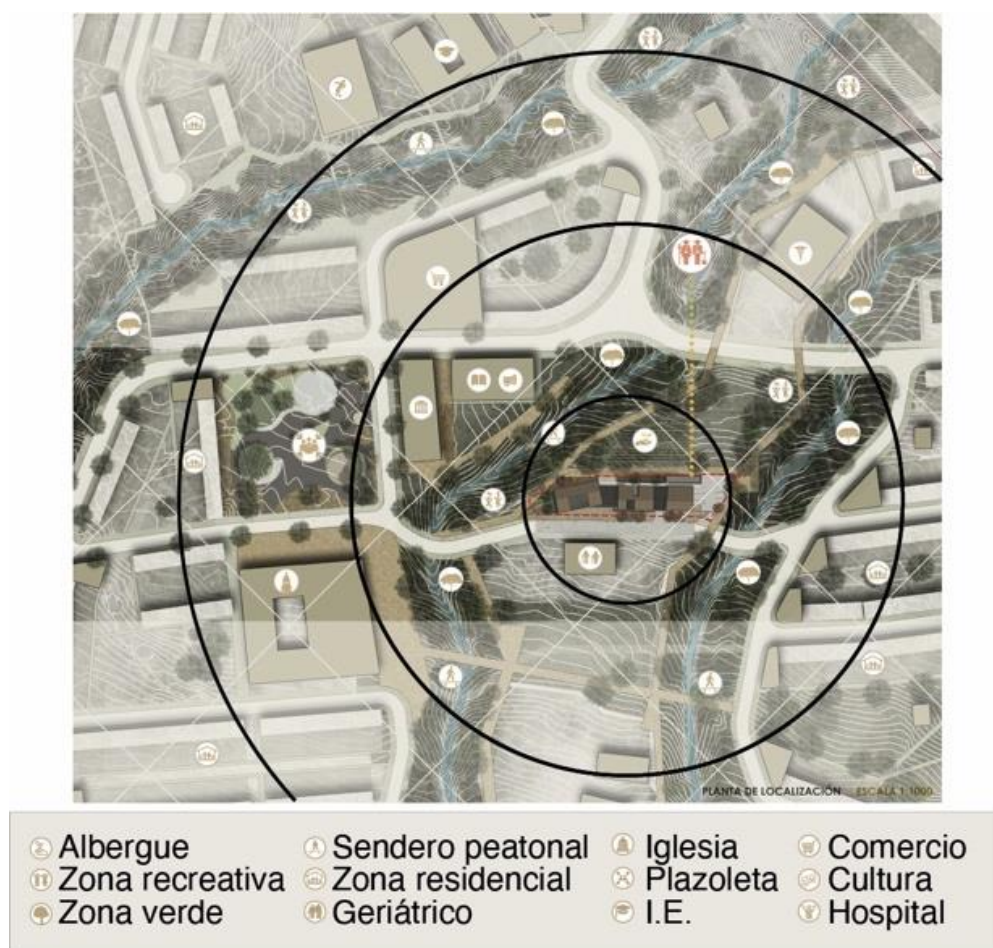 PLANTA DE LOCALIZACIÓN ESCALA 1:1000
Albergue
Sendero peatonal
Iglesia
Comercio
Zona recreativa
Zona residencial
Plazoleta
Cultura
Zona verde
Geriátrico
I.E.
Hospital